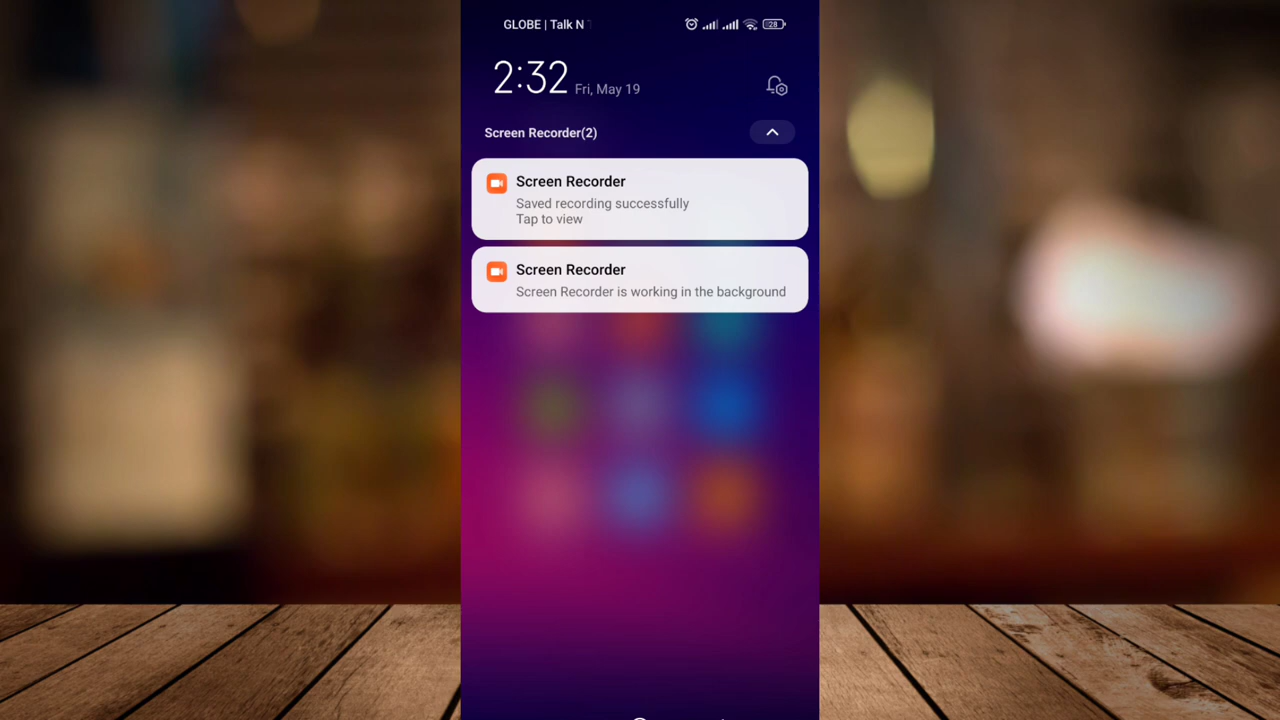 GLOBE | Talk N
28
2:32 Fri, May 19
Screen Recorder(2)
Screen Recorder
Saved recording successfully
Tap to view
Screen Recorder
Screen Recorder is working in the background